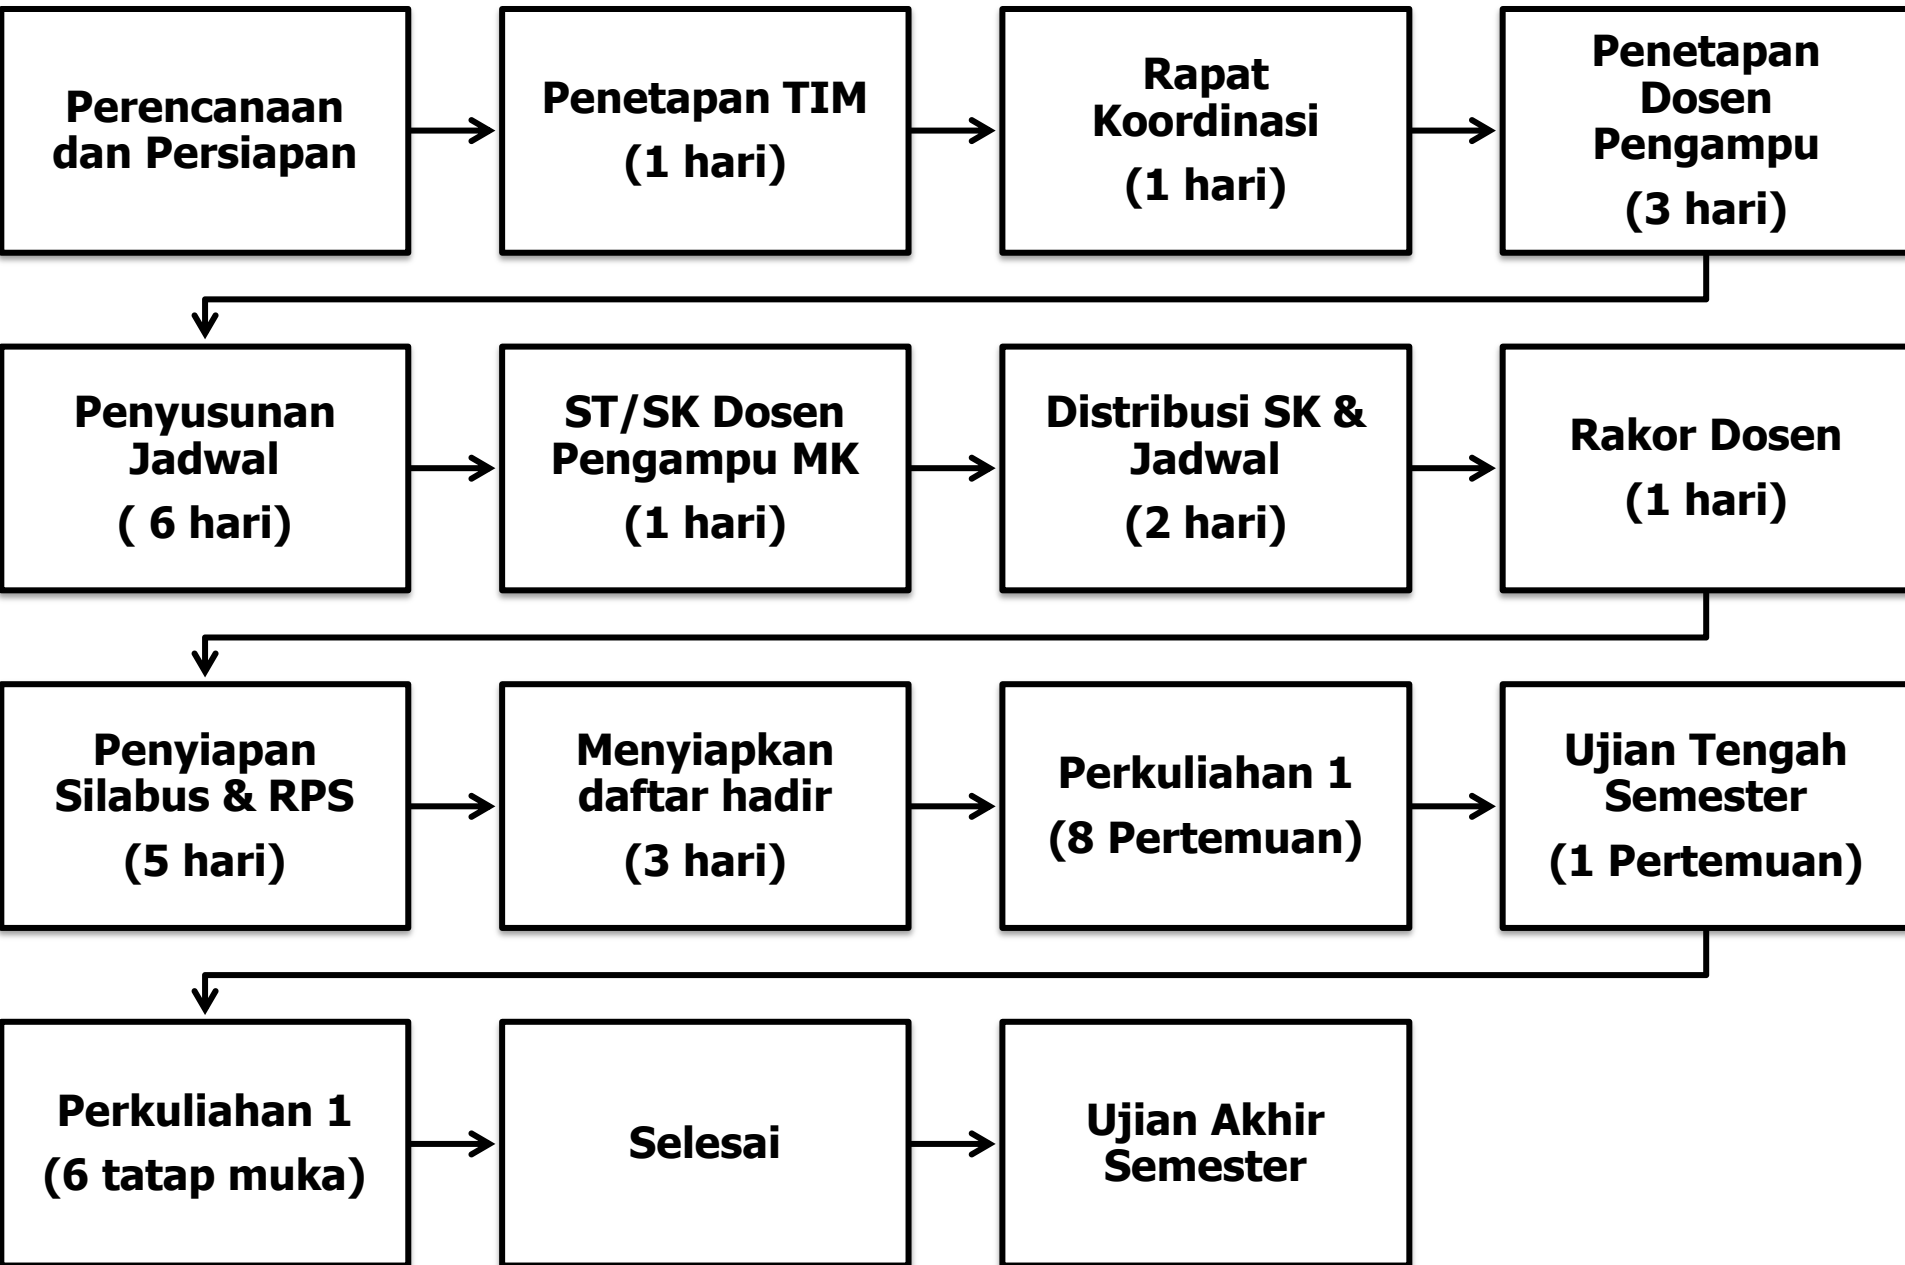 Perencanaan
dan Persiapan
Penetapan TIM
(1 hari)
Rapat
Koordinasi
(1 hari)
Penetapan
Dosen
Pengampu
(3 hari)
Penyusunan
Jadwal
( 6 hari)
ST/SK Dosen
Pengampu MK
(1 hari)
Distribusi SK &
Jadwal
(2 hari)
Rakor Dosen
(1 hari)
Penyiapan
Silabus & RPS
(5 hari)
Menyiapkan
daftar hadir
(3 hari)
Perkuliahan 1
(8 Pertemuan)
Ujian Tengah
Semester
(1 Pertemuan)
Perkuliahan 1
(6 tatap muka)
Selesai
Ujian Akhir
Semester